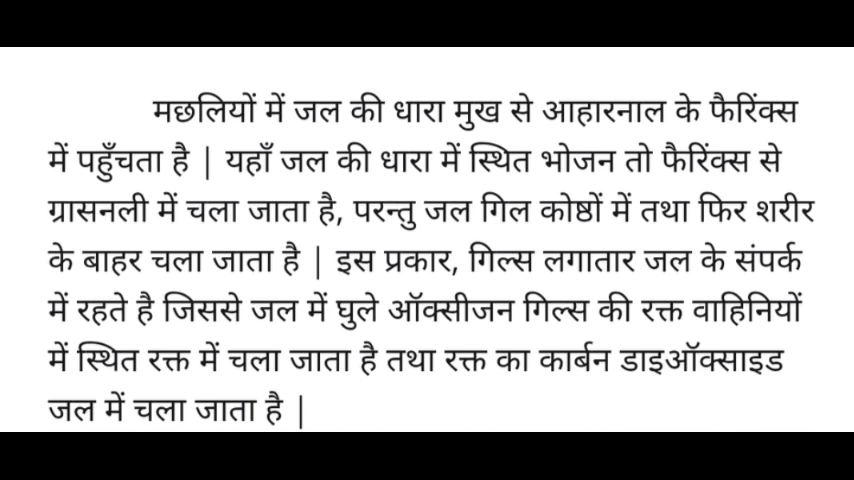 मछलियों में जल की धारा मुख से आहारनाल के फैरिंक्स
में पहुँचता है | यहाँ जल की धारा में स्थित भोजन तो फैरिंक्स से
ग्रासनली में चला जाता है, परन्तु जल गिल कोष्ठों में तथा फिर शरीर
के बाहर चला जाता है | इस प्रकार, गिल्स लगातार जल के संपर्क
में रहते है जिससे जल में घुले ऑक्सीजन गिल्स की रक्त वाहिनियों
में स्थित रक्त में चला जाता है तथा रक्त का कार्बन डाइऑक्साइड
जल में चला जाता है |